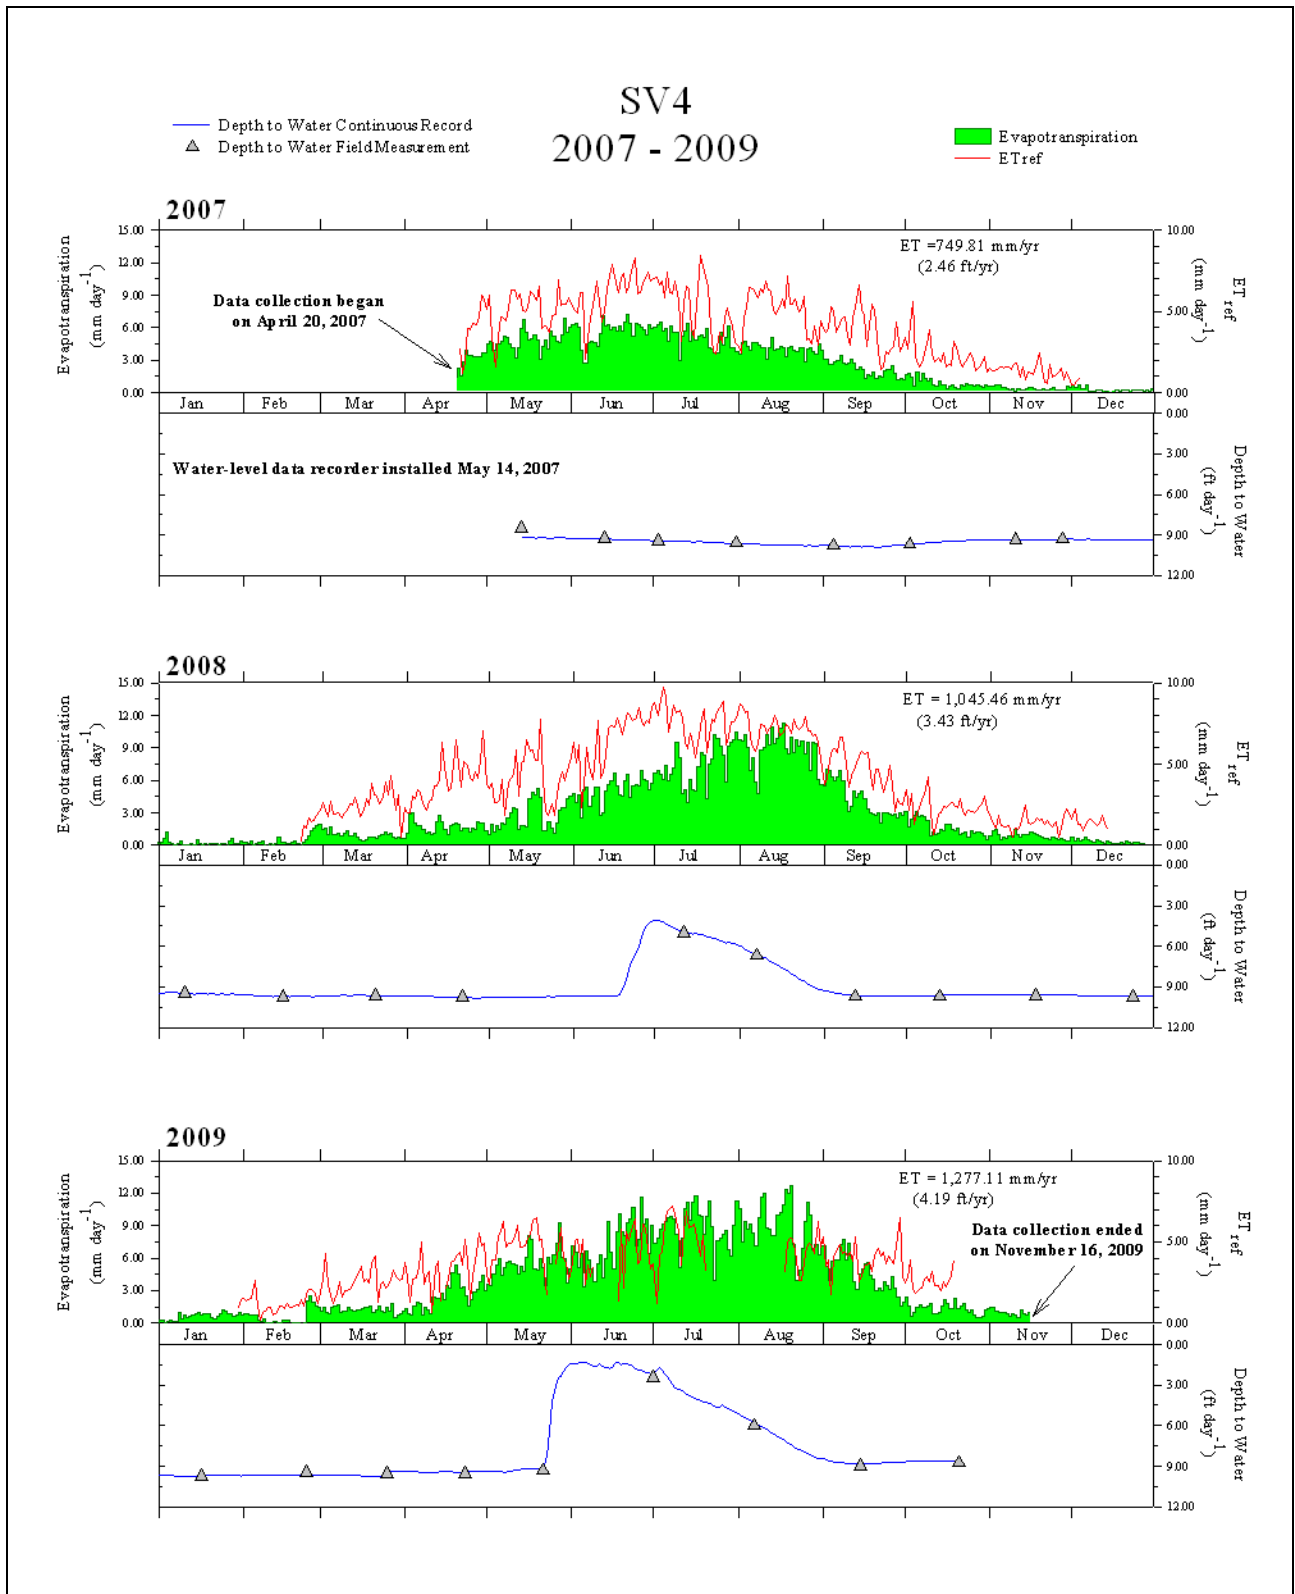 SV4
2007 - 2009
Depth to Water Continuous Record
Depth to Water Field Measurement
Evapotranspiration
ETref
2007
Evapotranspiration
(mm day-1)
15.00
12.00
9.00
6.00
3.00
0.00
Data collection began
on April 20, 2007
ET =749.81 mm/yr
(2.46 ft/yr)
10.00
5.00
0.00
ET ref
(mm day-1)
Jan Feb Mar Apr May Jun Jul Aug Sep Oct Nov Dec
Water-level data recorder installed May 14, 2007
0.00
3.00
6.00
9.00
12.00
Depth to Water
(ft day-1)
2008
Evapotranspiration
(mm day-1)
15.00
12.00
9.00
6.00
3.00
0.00
ET = 1,045.46 mm/yr
(3.43 ft/yr)
10.00
5.00
0.00
ET ref
(mm day-1)
Jan Feb Mar Apr May Jun Jul Aug Sep Oct Nov Dec
0.00
3.00
6.00
9.00
12.00
Depth to Water
(ft day-1)
2009
Evapotranspiration
(mm day-1)
15.00
12.00
9.00
6.00
3.00
0.00
ET = 1,277.11 mm/yr
(4.19 ft/yr)
Data collection ended
on November 16, 2009
10.00
5.00
0.00
ET ref
(mm day-1)
Jan Feb Mar Apr May Jun Jul Aug Sep Oct Nov Dec
0.00
3.00
6.00
9.00
12.00
Depth to Water
(ft day-1)